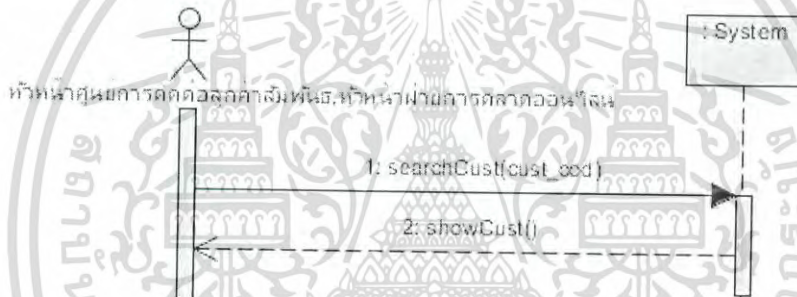 : System
หัวหน้าศูนย์การติดต่อลูกค้าสัมพันธ์,หัวหน้าฝ่ายการตลาดออนไลน์
1: searchCust(cust_cod)
2: showCust()